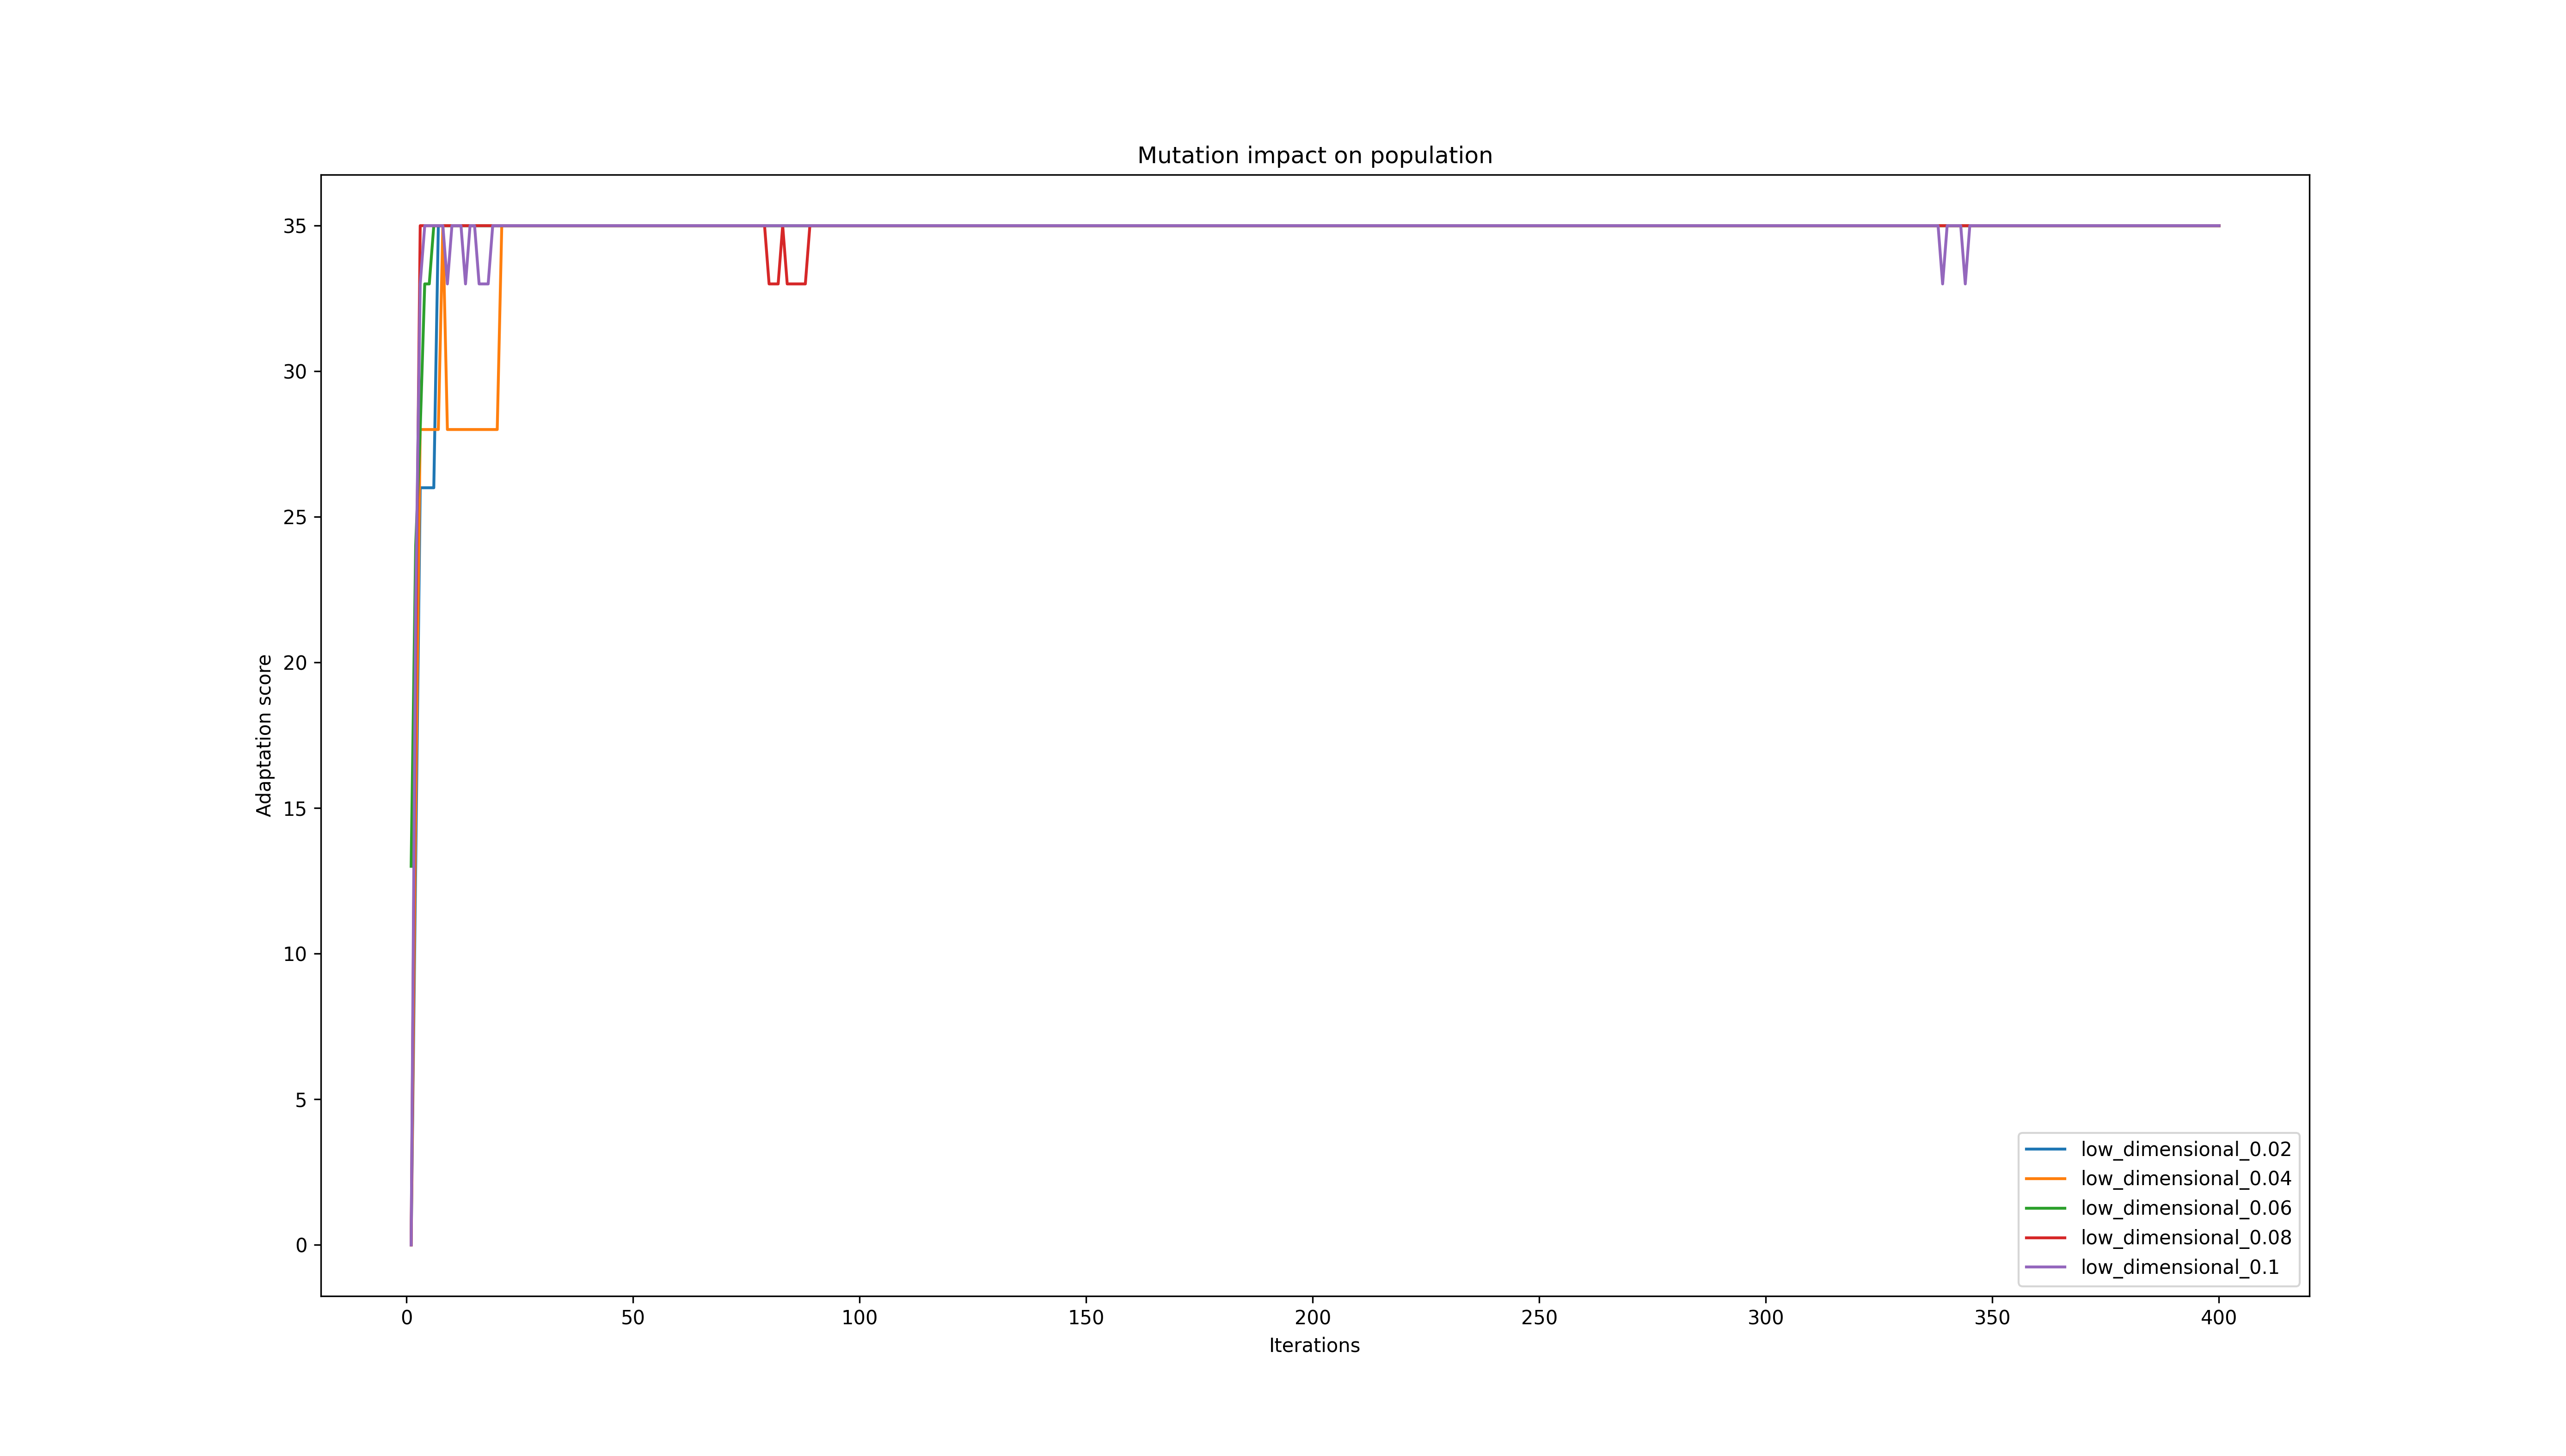 Mutation impact on population
Adaptation score
35
30
25
20
15
10
5
0
0 50 100 150 200 250 300 350 400
Iterations
low_dimensional_0.02
low_dimensional_0.04
low_dimensional_0.06
low_dimensional_0.08
low_dimensional_0.1